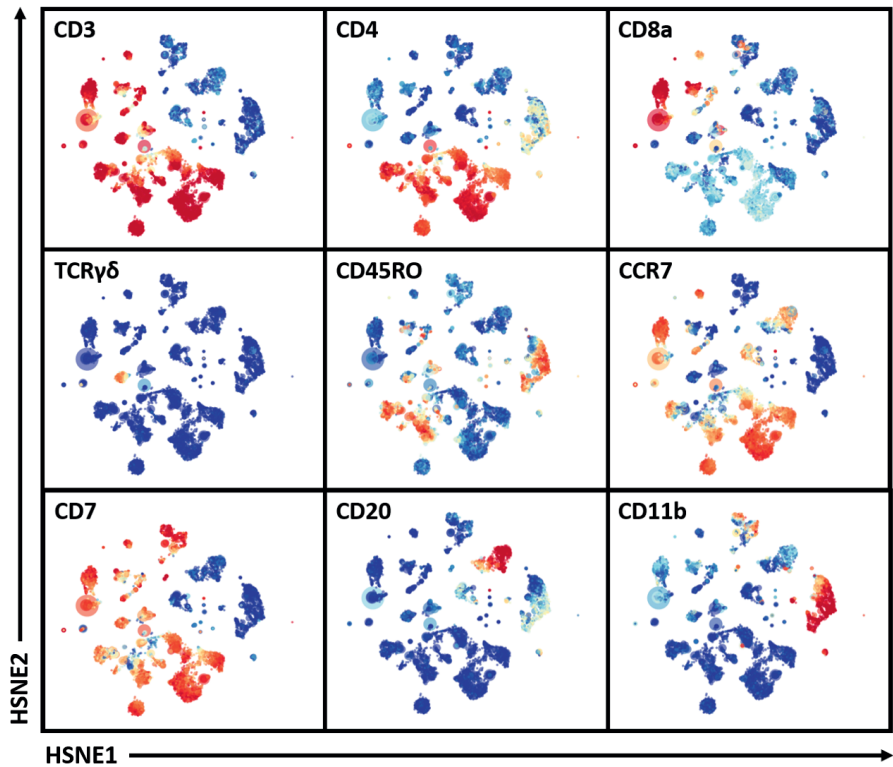 CD3
CD4
CD8a
TCRγδ
CD45RO
CCR7
CD7
CD20
CD11b
HSNE2
HSNE1